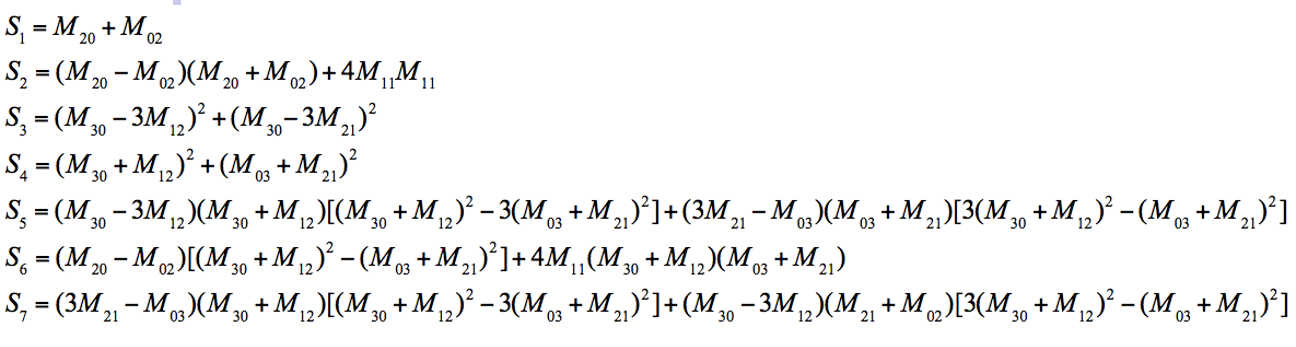 S₁ = M₂₀ + M₀₂
S₂ = (M₂₀ − M₀₂)(M₂₀ + M₀₂) + 4M₁₁M₁₁
S₃ = (M₃₀ − 3M₁₂)² + (M₃₀ − 3M₂₁)²
S₄ = (M₃₀ + M₁₂)² + (M₀₃ + M₂₁)²
S₅ = (M₃₀ − 3M₁₂)(M₃₀ + M₁₂)[(M₃₀ + M₁₂)² − 3(M₀₃ + M₂₁)²] + (3M₂₁ − M₀₃)(M₀₃ + M₂₁)[3(M₃₀ + M₁₂)² − (M₀₃ + M₂₁)²]
S₆ = (M₂₀ − M₀₂)[(M₃₀ + M₁₂)² − (M₀₃ + M₂₁)²] + 4M₁₁(M₃₀ + M₁₂)(M₀₃ + M₂₁)
S₇ = (3M₂₁ − M₀₃)(M₃₀ + M₁₂)[(M₃₀ + M₁₂)² − 3(M₀₃ + M₂₁)²] + (M₃₀ − 3M₁₂)(M₂₁ + M₀₂)[3(M₃₀ + M₁₂)² − (M₀₃ + M₂₁)²]